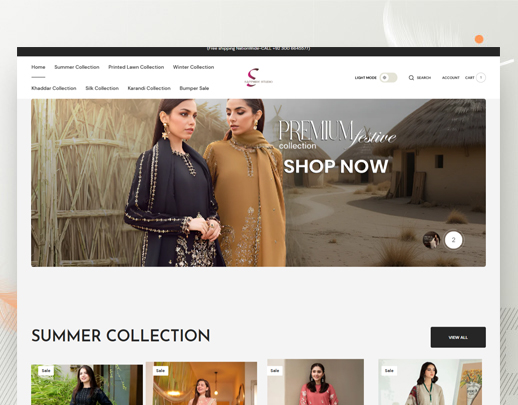 (Free shipping NationWide-CALL +92 300 6645577)
Home Summer Collection Printed Lawn Collection Winter Collection
Khaddar Collection Silk Collection Karandi Collection Bumper Sale
LIGHT MODE
SEARCH
ACCOUNT
CART
PREMIUM festive
collection
SHOP NOW
2
SUMMER COLLECTION
VIEW ALL
Sale
Sale
Sale
Sale